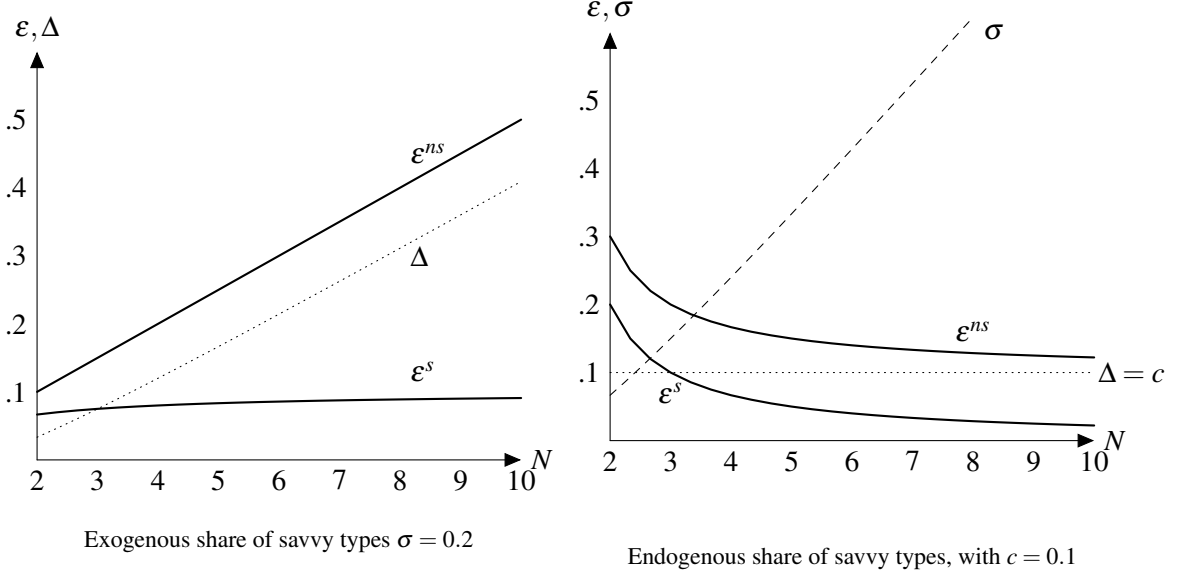 ε, Δ
.5
.4
.3
.2
.1
ε^{ns}
Δ
ε^{s}
N
2 3 4 5 6 7 8 9 10
Exogenous share of savvy types σ = 0.2
ε, σ
.5
.4
.3
.2
.1
σ
ε^{ns}
Δ = c
ε^{s}
N
2 3 4 5 6 7 8 9 10
Endogenous share of savvy types, with c = 0.1